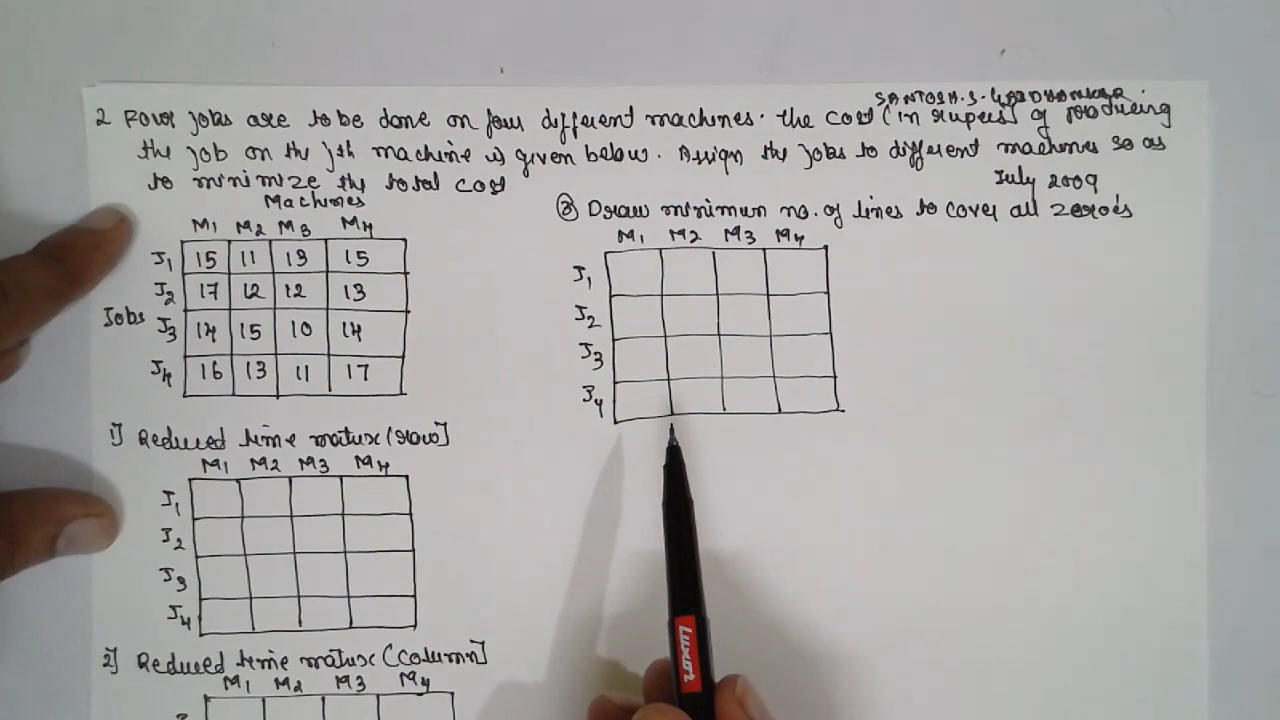 SANTOSH.S.
2 Four jobs are to be done on four different machines. The cost (in rupees) of producing
the job on the jth machine is given below. Assign the jobs to different machines so as
to minimize the total cost
July 2009
Machines
M1 M2 M3 M4
J1 15 11 13 15
J2 17 12 12 13
Jobs
J3 14 15 10 14
J4 16 13 11 17
1] Reduced time matrix (row]
M1 M2 M3 M4
J1
J2
J3
J4
2] Reduced time matrix (column]
M1 M2 M3 M4
③ Draw minimum no. of lines to cover all zeroe's
M1 M2 M3 M4
J1
J2
J3
J4
Luxor